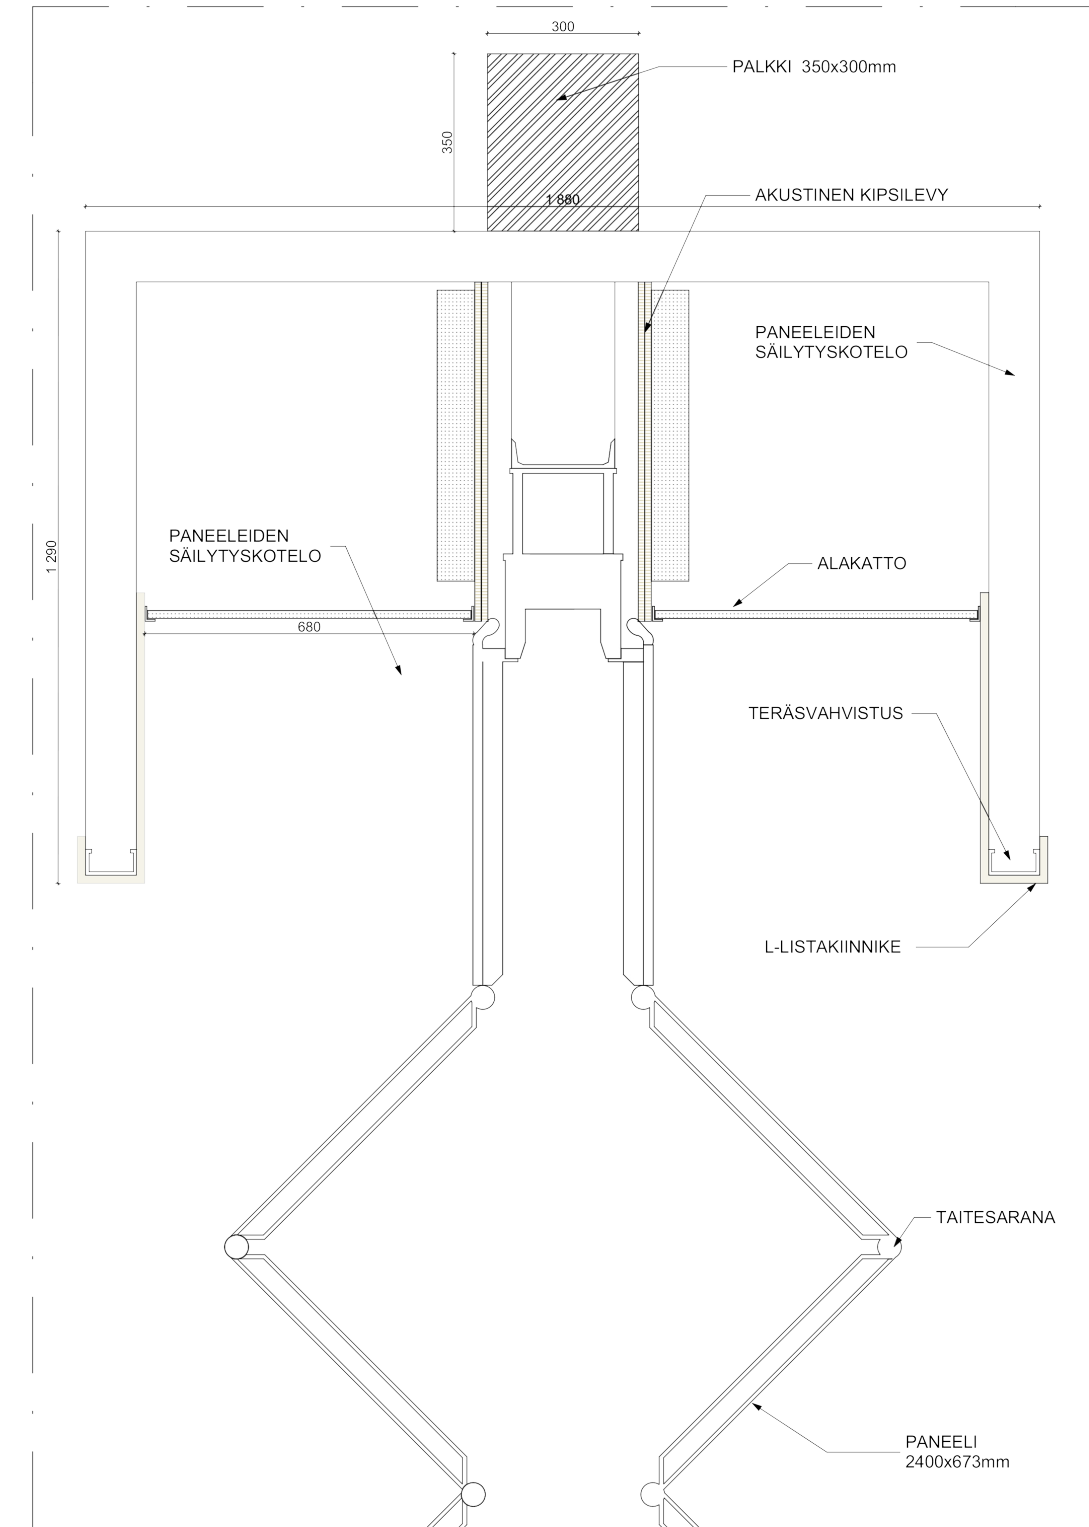 300
PALKKI 350x300mm
350
AKUSTINEN KIPSILEVY
1 880
PANEELEIDEN
SÄILYTYSKOTELO
PANEELEIDEN
SÄILYTYSKOTELO
1 290
ALAKATTO
680
TERÄSVAHVISTUS
L-LISTAKIINNIKE
TAITESARANA
PANEELI
2400x673mm